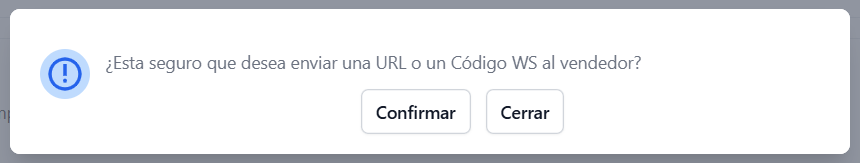 ¿Esta seguro que desea enviar una URL o un Código WS al vendedor?
Confirmar Cerrar